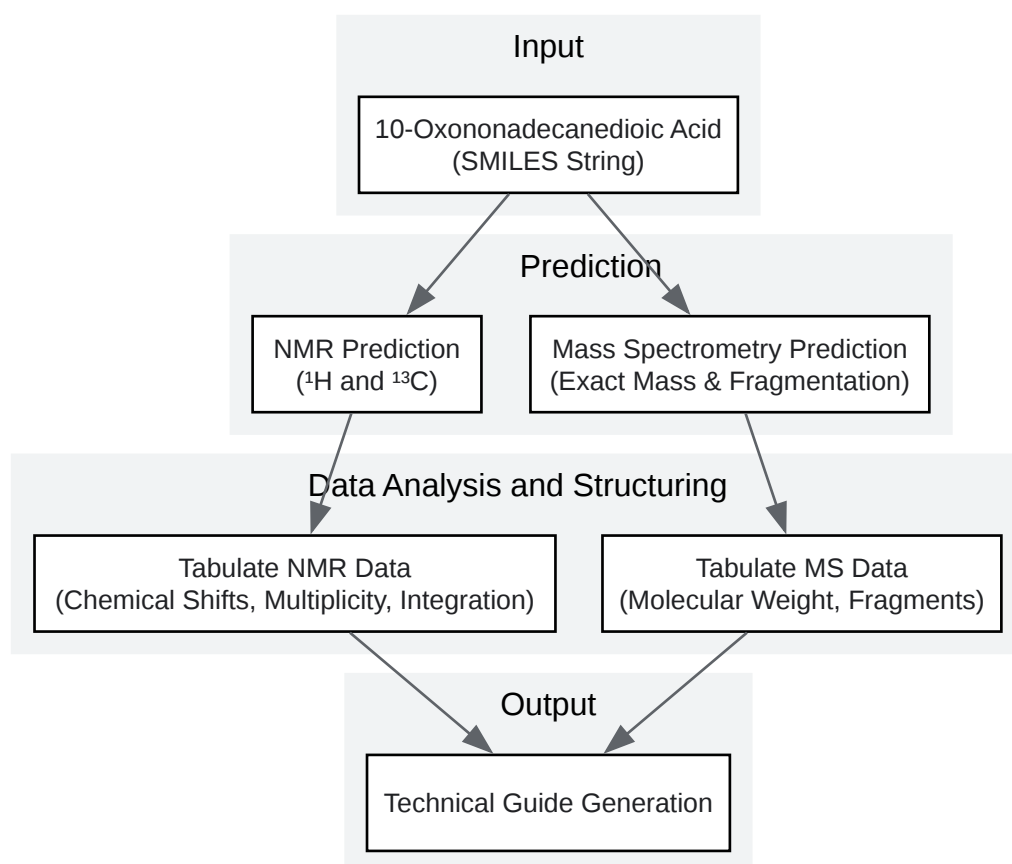 Input
10-Oxononadecanedioic Acid
(SMILES String)
Prediction
NMR Prediction
(¹H and ¹³C)
Mass Spectrometry Prediction
(Exact Mass & Fragmentation)
Data Analysis and Structuring
Tabulate NMR Data
(Chemical Shifts, Multiplicity, Integration)
Tabulate MS Data
(Molecular Weight, Fragments)
Output
Technical Guide Generation